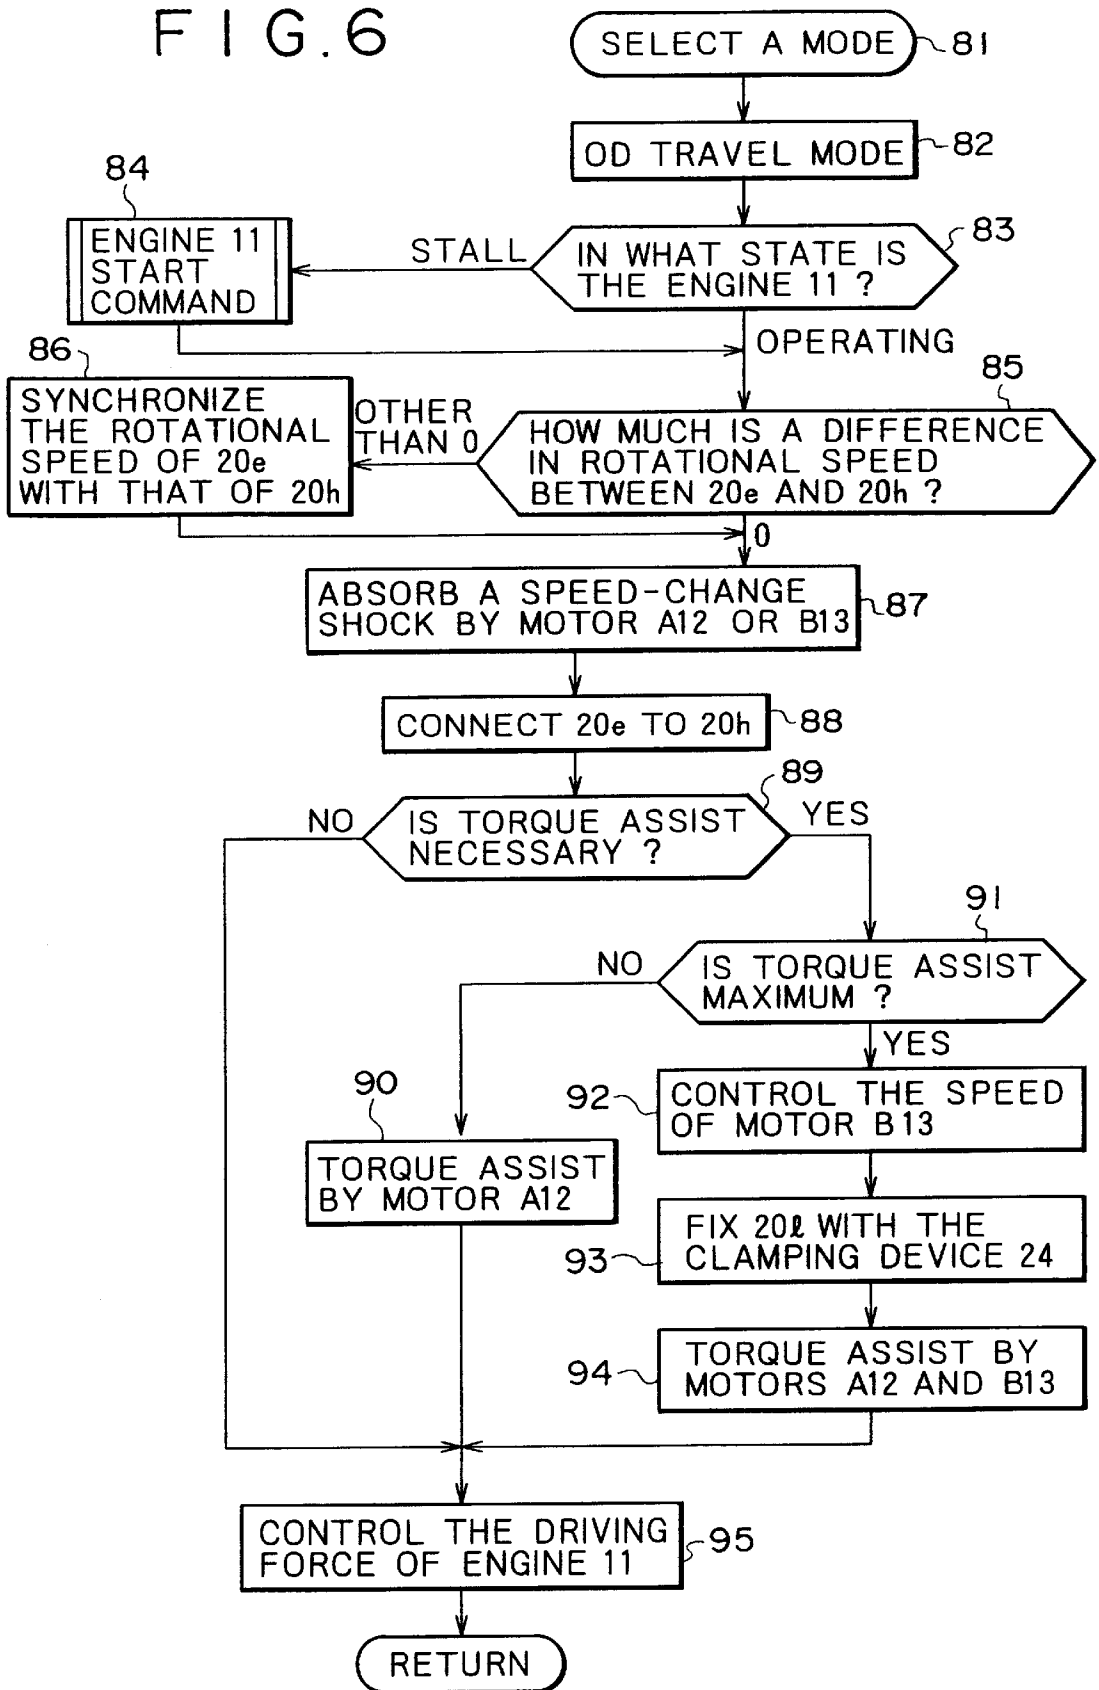 FIG.6
SELECT A MODE
81
OD TRAVEL MODE
82
84
83
ENGINE 11
START
COMMAND
STALL
IN WHAT STATE IS
THE ENGINE 11 ?
OPERATING
86
85
SYNCHRONIZE
THE ROTATIONAL
SPEED OF 20e
WITH THAT OF 20h
OTHER
THAN 0
HOW MUCH IS A DIFFERENCE
IN ROTATIONAL SPEED
BETWEEN 20e AND 20h ?
0
ABSORB A SPEED-CHANGE
SHOCK BY MOTOR A12 OR B13
87
CONNECT 20e TO 20h
88
89
NO
IS TORQUE ASSIST
NECESSARY ?
YES
91
NO
IS TORQUE ASSIST
MAXIMUM ?
YES
90
92
CONTROL THE SPEED
OF MOTOR B13
TORQUE ASSIST
BY MOTOR A12
93
FIX 20ℓ WITH THE
CLAMPING DEVICE 24
94
TORQUE ASSIST BY
MOTORS A12 AND B13
CONTROL THE DRIVING
FORCE OF ENGINE 11
95
RETURN